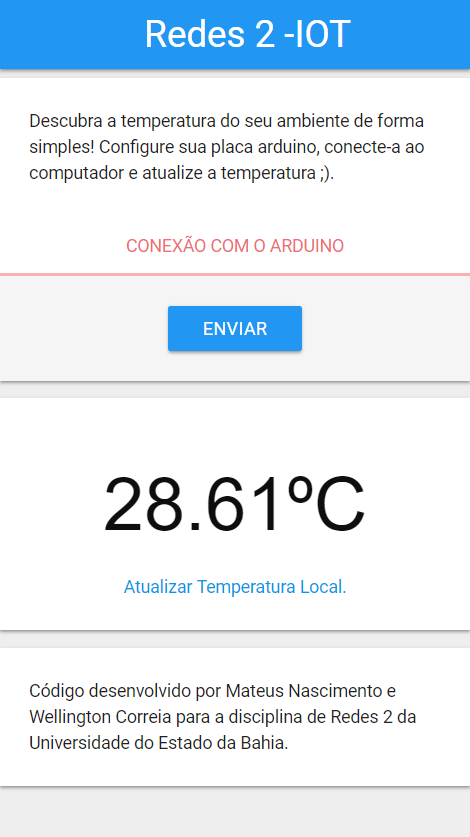 Redes 2 -IOT
Descubra a temperatura do seu ambiente de forma
simples! Configure sua placa arduino, conecte-a ao
computador e atualize a temperatura ;).
CONEXÃO COM O ARDUINO
ENVIAR
28.61ºC
Atualizar Temperatura Local.
Código desenvolvido por Mateus Nascimento e
Wellington Correia para a disciplina de Redes 2 da
Universidade do Estado da Bahia.